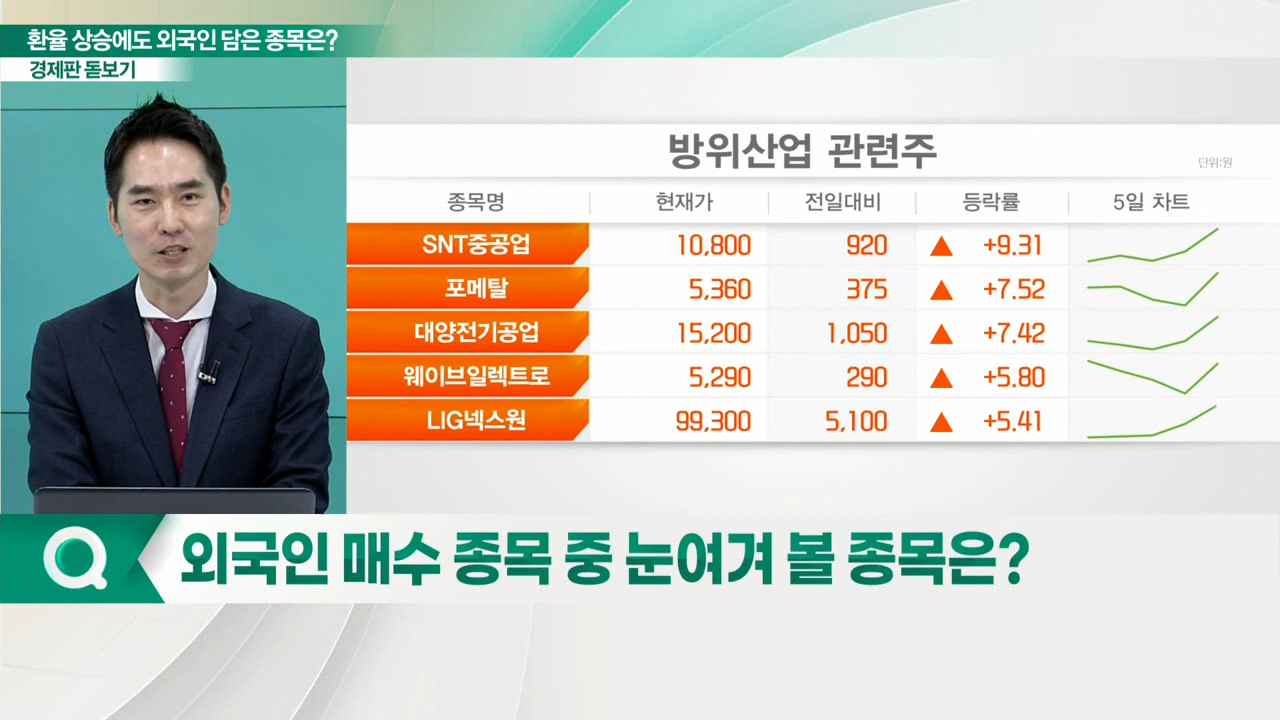 환율 상승에도 외국인 담은 종목은?
경제판 돋보기
방위산업 관련주
단위:원
종목명 현재가 전일대비 등락률 5일 차트
SNT중공업 10,800 920 ▲ +9.31
포메탈 5,360 375 ▲ +7.52
대양전기공업 15,200 1,050 ▲ +7.42
웨이브일렉트로 5,290 290 ▲ +5.80
LIG넥스원 99,300 5,100 ▲ +5.41
외국인 매수 종목 중 눈여겨 볼 종목은?